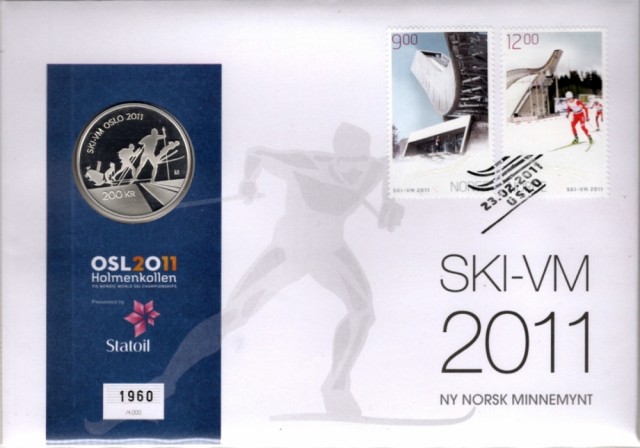 SKI-VM OSLO 2011
200 KR
OSL2011
Holmenkollen
FIS NORDIC WORLD SKI CHAMPIONSHIPS
Presented by
Statoil
1960
/4000
9.00
SKI-VM 2011
12.00
SKI-VM 2011
23.02.2011
OSLO
SKI-VM
2011
NY NORSK MINNEMYNT